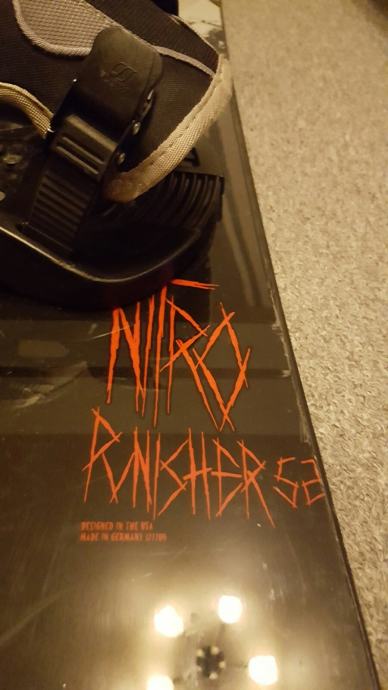 NITRO
PUNISHER 52
DESIGNED IN THE USA
MADE IN GERMANY